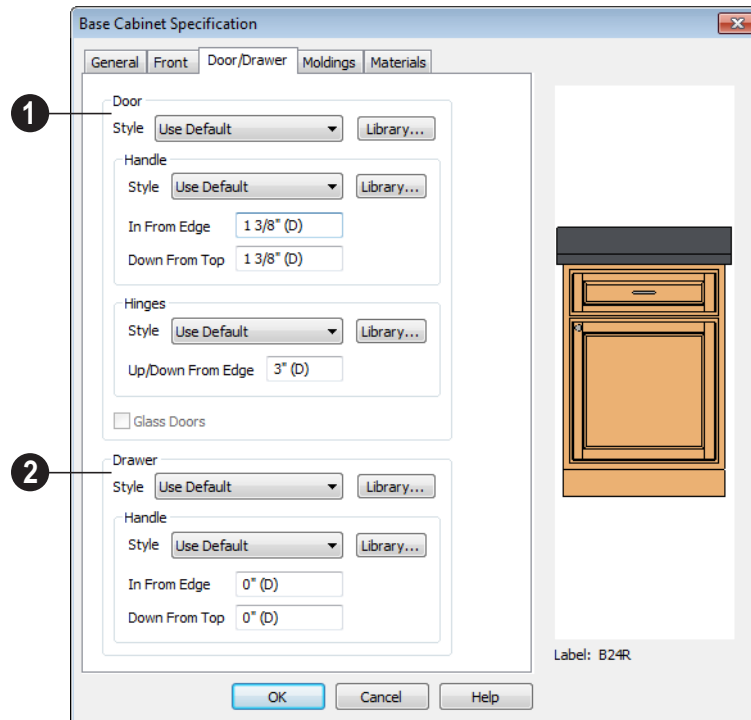 Base Cabinet Specification
General Front Door/Drawer Moldings Materials
1
Door
Style Use Default Library...
Handle
Style Use Default Library...
In From Edge 1 3/8" (D)
Down From Top 1 3/8" (D)
Hinges
Style Use Default Library...
Up/Down From Edge 3" (D)
Glass Doors
2
Drawer
Style Use Default Library...
Handle
Style Use Default Library...
In From Edge 0" (D)
Down From Top 0" (D)
Label: B24R
OK Cancel Help